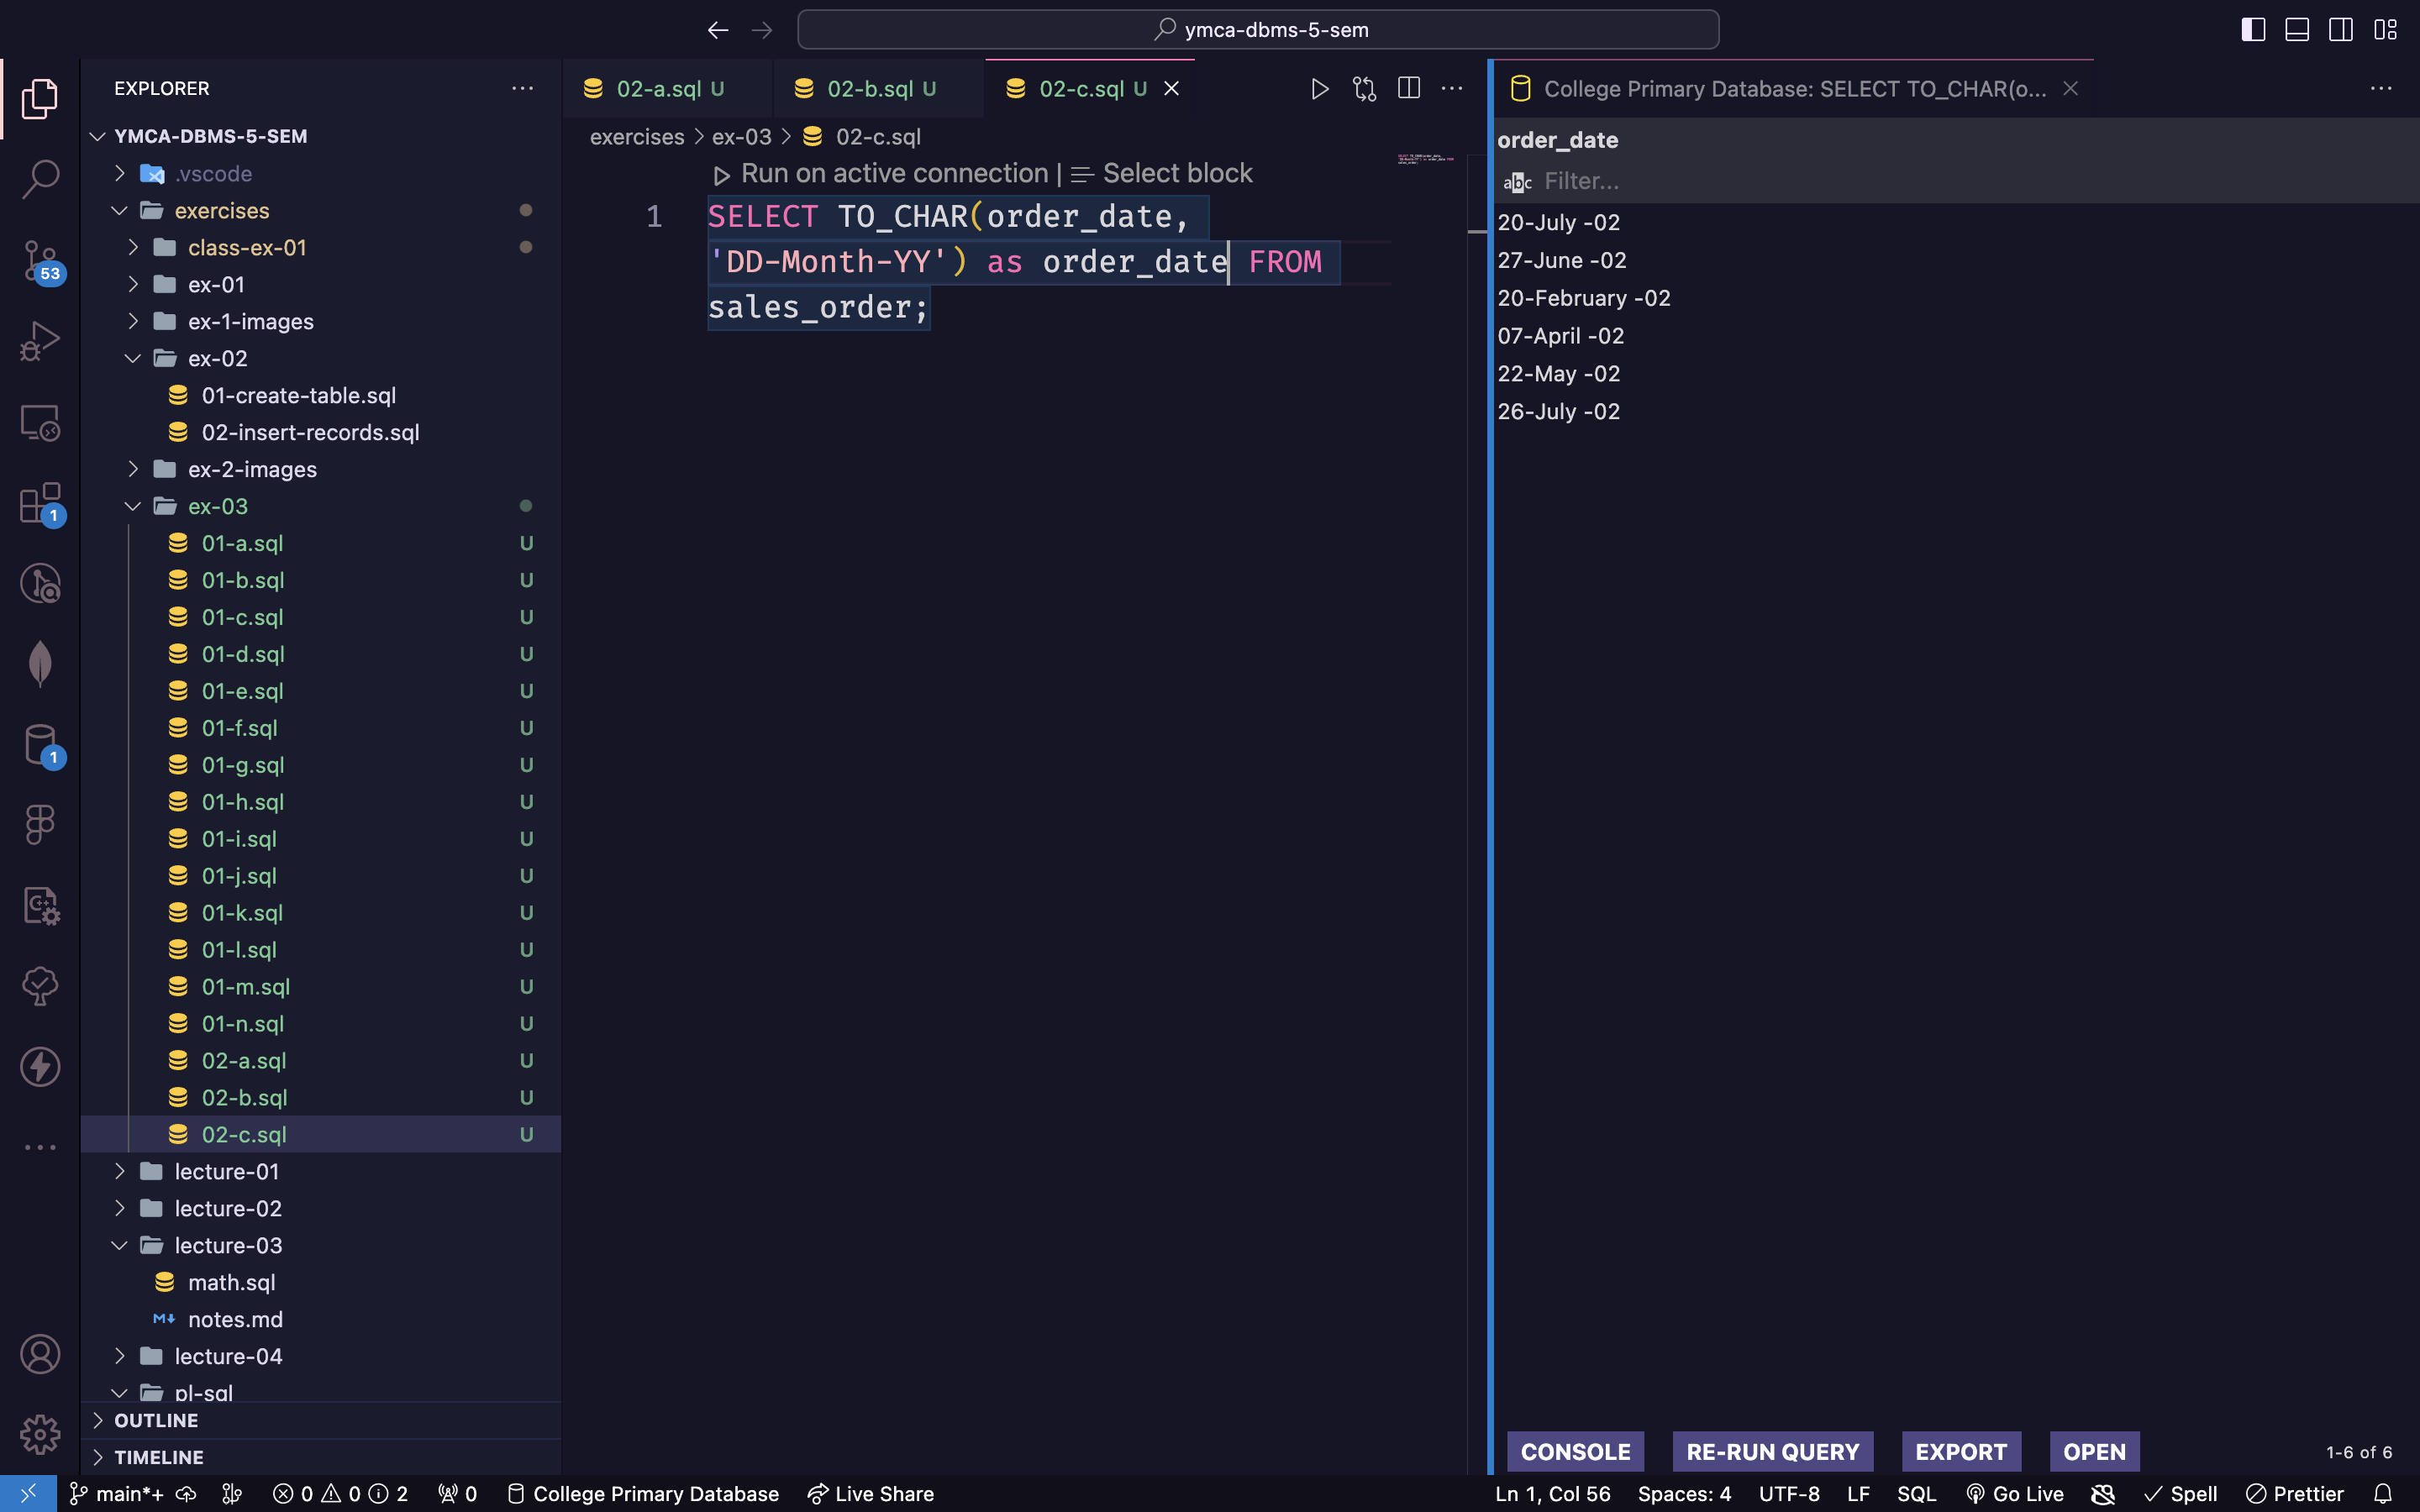 ymca-dbms-5-sem
EXPLORER
YMCA-DBMS-5-SEM
.vscode
exercises
class-ex-01
ex-01
ex-1-images
ex-02
01-create-table.sql
02-insert-records.sql
ex-2-images
ex-03
01-a.sql U
01-b.sql U
01-c.sql U
01-d.sql U
01-e.sql U
01-f.sql U
01-g.sql U
01-h.sql U
01-i.sql U
01-j.sql U
01-k.sql U
01-l.sql U
01-m.sql U
01-n.sql U
02-a.sql U
02-b.sql U
02-c.sql U
lecture-01
lecture-02
lecture-03
math.sql
notes.md
lecture-04
pl-sql
OUTLINE
TIMELINE
53
1
1
02-a.sql U
02-b.sql U
02-c.sql U
exercises > ex-03 > 02-c.sql
Run on active connection | Select block
1 SELECT TO_CHAR(order_date,
'DD-Month-YY') as order_date FROM
sales_order;
College Primary Database: SELECT TO_CHAR(o...
order_date
abc Filter...
20-July -02
27-June -02
20-February -02
07-April -02
22-May -02
26-July -02
CONSOLE
RE-RUN QUERY
EXPORT
OPEN
1-6 of 6
main*+ 0 0 2 0 College Primary Database Live Share
Ln 1, Col 56 Spaces: 4 UTF-8 LF SQL Go Live Spell Prettier